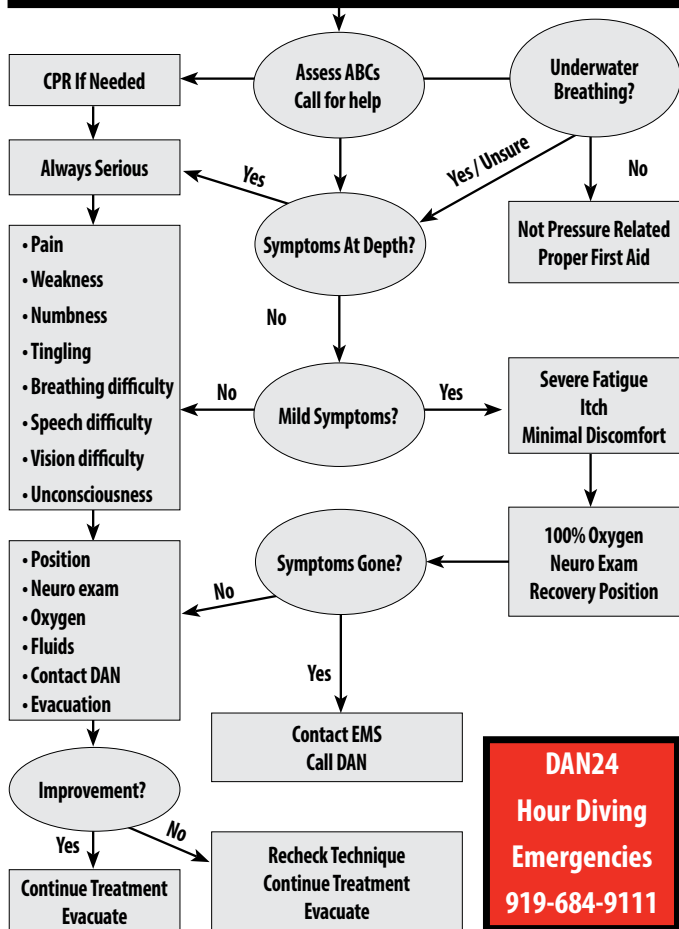 Assess ABCs
Call for help
Underwater
Breathing?
CPR If Needed
Always Serious
Yes
Yes / Unsure
No
Not Pressure Related
Proper First Aid
Symptoms At Depth?
• Pain
• Weakness
• Numbness
• Tingling
• Breathing difficulty
• Speech difficulty
• Vision difficulty
• Unconsciousness
No
No
Mild Symptoms?
Yes
Severe Fatigue
Itch
Minimal Discomfort
100% Oxygen
Neuro Exam
Recovery Position
Symptoms Gone?
No
• Position
• Neuro exam
• Oxygen
• Fluids
• Contact DAN
• Evacuation
Yes
Contact EMS
Call DAN
Improvement?
Yes
No
Continue Treatment
Evacuate
Recheck Technique
Continue Treatment
Evacuate
DAN24
Hour Diving
Emergencies
919-684-9111